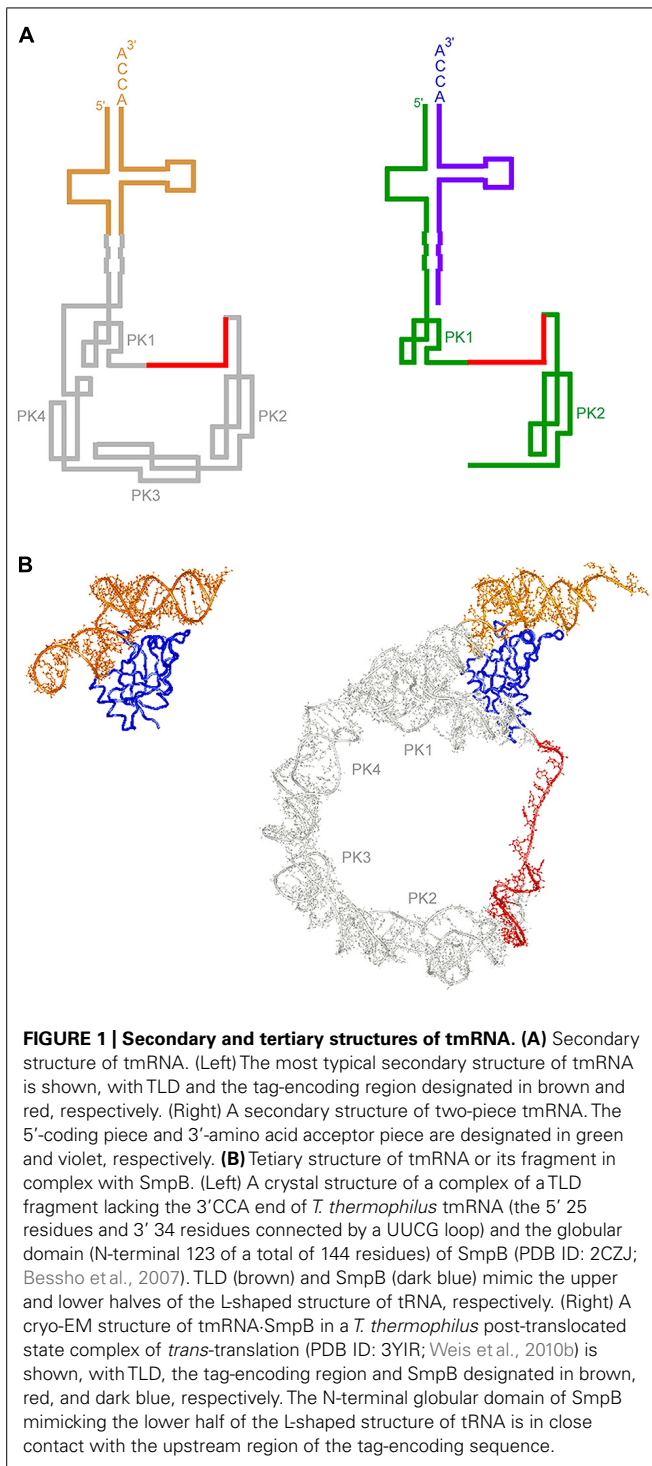 A
3'
A
C
C
A
5'
PK1
PK4
PK2
PK3
3'
A
C
C
A
5'
PK1
PK2
B
PK1
PK4
PK3
PK2
FIGURE 1 | Secondary and tertiary structures of tmRNA. (A) Secondary
structure of tmRNA. (Left) The most typical secondary structure of tmRNA
is shown, with TLD and the tag-encoding region designated in brown and
red, respectively. (Right) A secondary structure of two-piece tmRNA. The
5'-coding piece and 3'-amino acid acceptor piece are designated in green
and violet, respectively. (B) Tetiary structure of tmRNA or its fragment in
complex with SmpB. (Left) A crystal structure of a complex of a TLD
fragment lacking the 3'CCA end of T. thermophilus tmRNA (the 5' 25
residues and 3' 34 residues connected by a UUCG loop) and the globular
domain (N-terminal 123 of a total of 144 residues) of SmpB (PDB ID: 2CZJ;
Bessho et al., 2007). TLD (brown) and SmpB (dark blue) mimic the upper
and lower halves of the L-shaped structure of tRNA, respectively. (Right) A
cryo-EM structure of tmRNA·SmpB in a T. thermophilus post-translocated
state complex of trans-translation (PDB ID: 3YIR; Weis et al., 2010b) is
shown, with TLD, the tag-encoding region and SmpB designated in brown,
red, and dark blue, respectively. The N-terminal globular domain of SmpB
mimicking the lower half of the L-shaped structure of tRNA is in close
contact with the upstream region of the tag-encoding sequence.